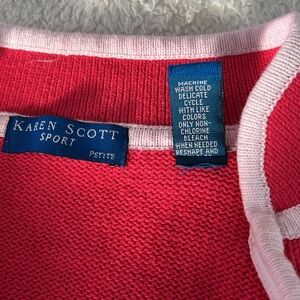 KAREN SCOTT
SPORT
PETITE
MACHINE
WASH COLD
DELICATE
CYCLE
WITH LIKE
COLORS
ONLY NON-
CHLORINE
BLEACH
WHEN NEEDED
RESHAPE AND